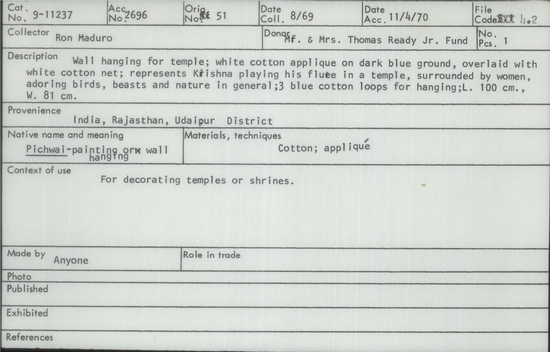 Cat. No. 9-11237 Acc. No. 2696 Orig. No. 51 Date Coll. 8/69 Date Acc. 11/4/70 File Code 4.2
Collector Ron Maduro Donor Mr. & Mrs. Thomas Ready Jr. Fund No. Pcs. 1
Description Wall hanging for temple; white cotton applique on dark blue ground, overlaid with
white cotton net; represents Krishna playing his flute in a temple, surrounded by women,
adoring birds, beasts and nature in general;3 blue cotton loops for hanging;L. 100 cm.,
W. 81 cm.
Provenience
India, Rajasthan, Udaipur District
Native name and meaning
Pichwai-painting or wall
hanging
Materials, techniques
Cotton; appliqué
Context of use
For decorating temples or shrines.
Made by Anyone
Role in trade
Photo
Published
Exhibited
References